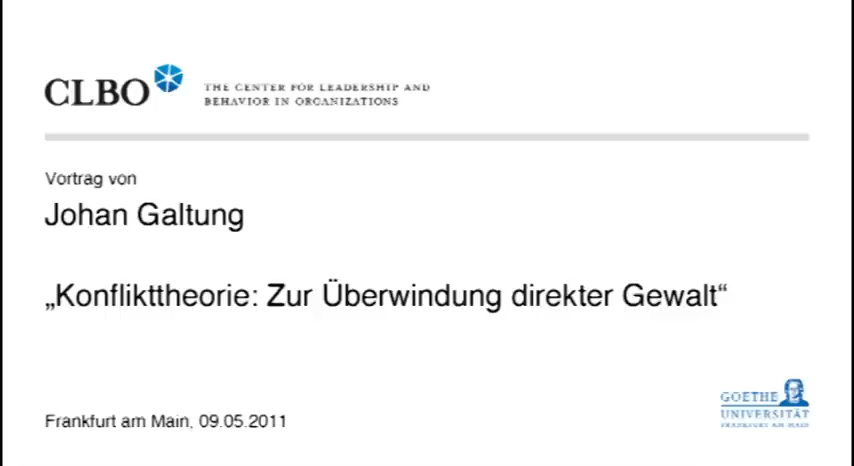 CLBO
THE CENTER FOR LEADERSHIP AND
BEHAVIOR IN ORGANIZATIONS
Vortrag von
Johan Galtung
„Konflikttheorie: Zur Überwindung direkter Gewalt“
Frankfurt am Main, 09.05.2011
GOETHE
UNIVERSITÄT
FRANKFURT AM MAIN